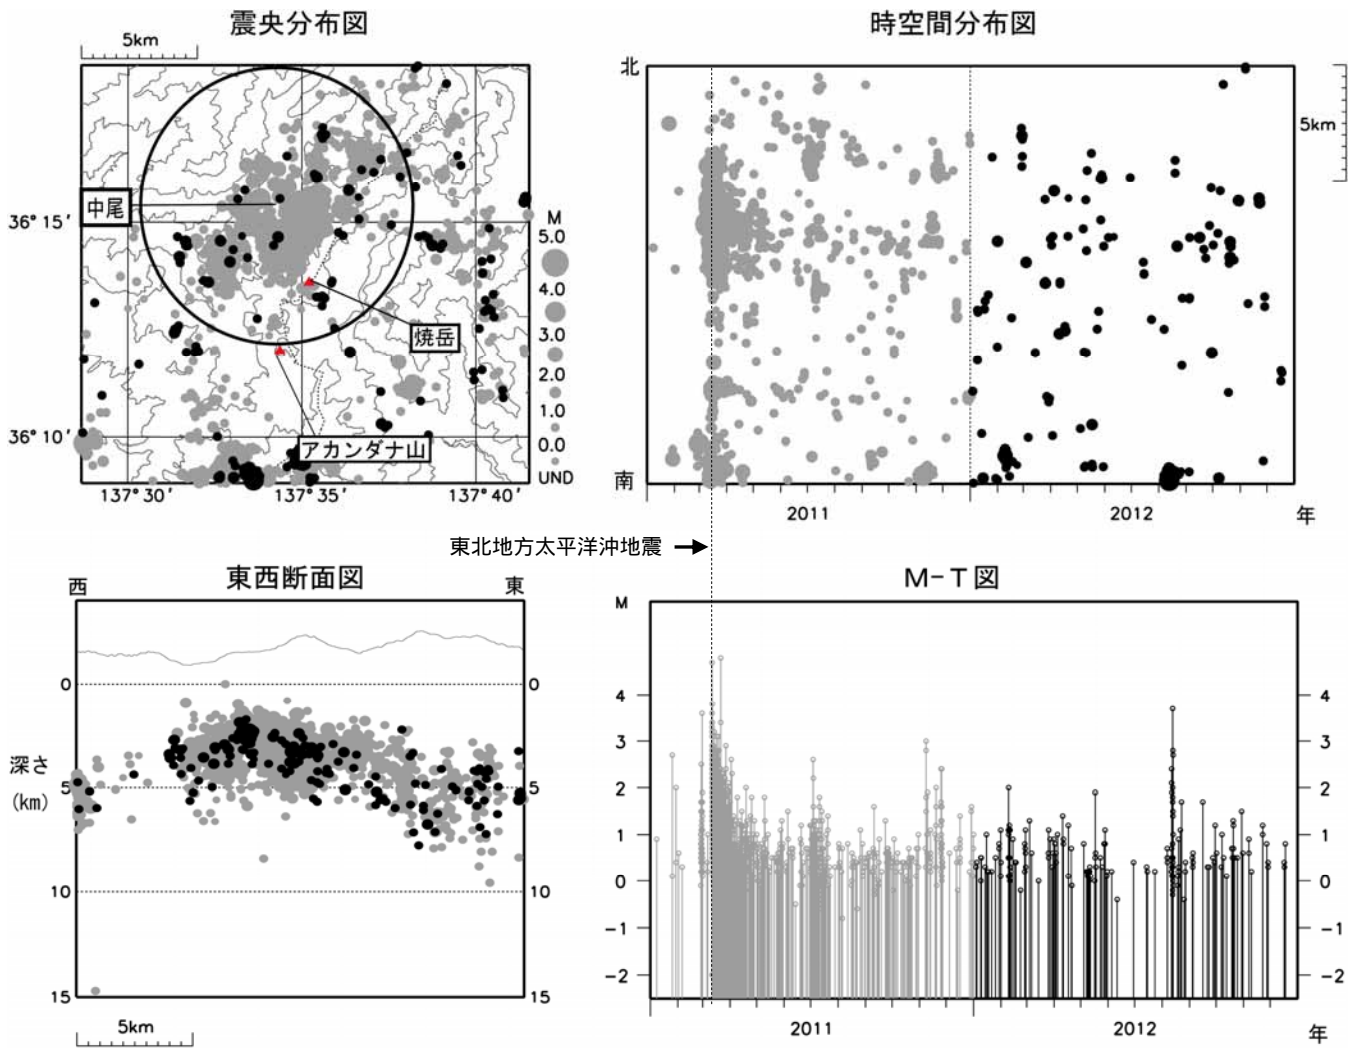 震央分布図
5km
中尾
36° 15′
36° 10′
焼岳
アカンダナ山
137° 30′
137° 35′
137° 40′
M
5.0
4.0
3.0
2.0
1.0
0.0
UND
時空間分布図
北
南
5km
2011
2012
年
東北地方太平洋沖地震
東西断面図
西
東
0
5
10
15
深さ
(km)
0
5
10
15
5km
M-T図
M
4
3
2
1
0
-1
-2
4
3
2
1
0
-1
-2
2011
2012
年